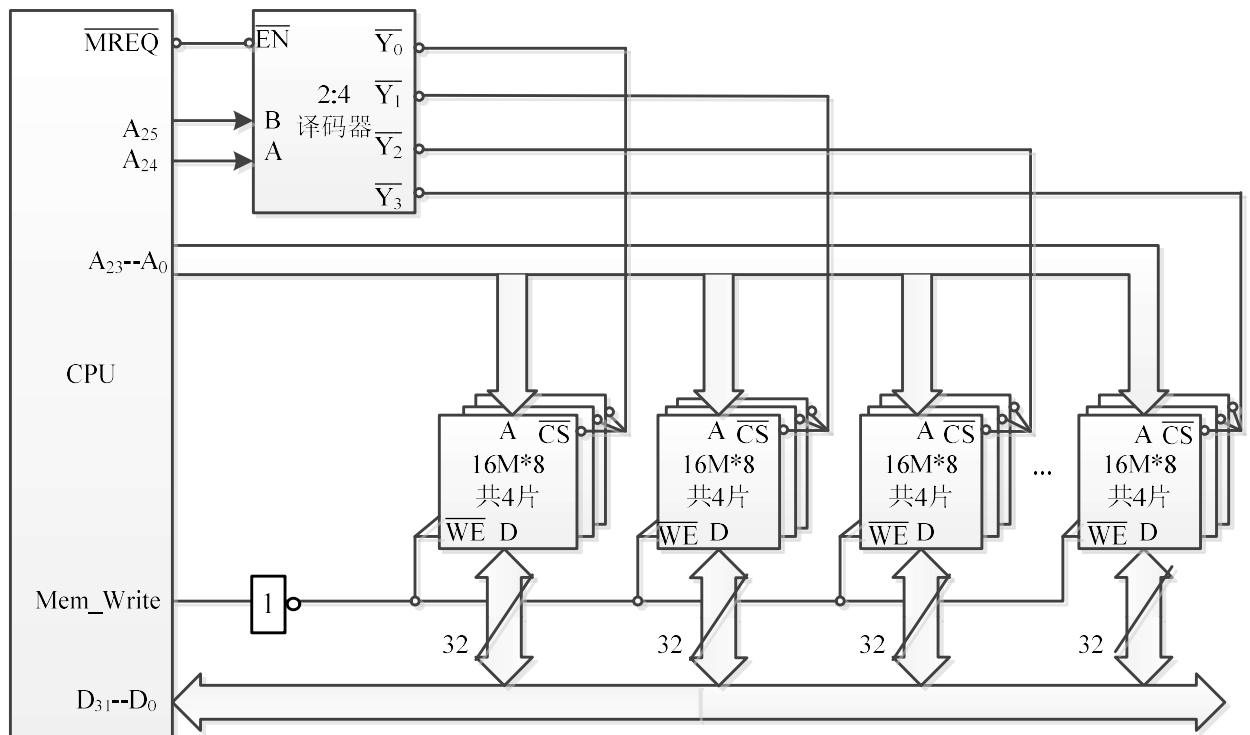 MREQ
EN
Y0
Y1
Y2
Y3
2:4
译码器
B
A
A25
A24
A23--A0
CPU
A CS
16M*8
共4片
WE D
A CS
16M*8
共4片
WE D
A CS
16M*8
共4片
WE D
...
A CS
16M*8
共4片
WE D
Mem_Write
1
32
32
32
32
D31--D0